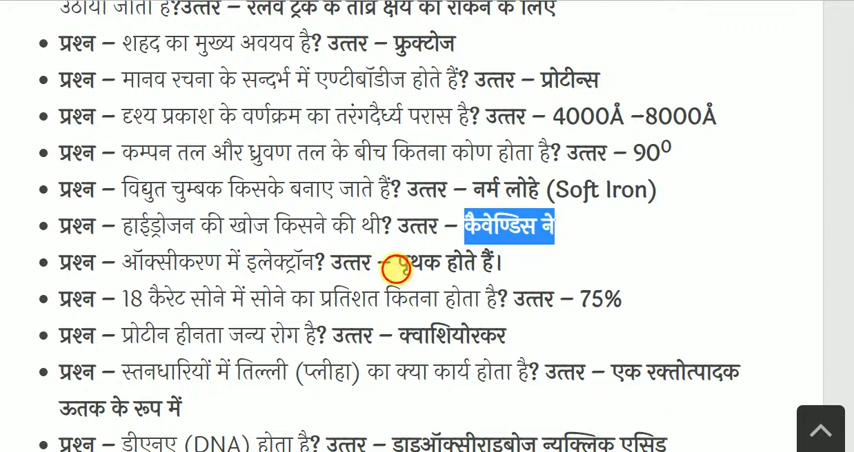 उठाया जाता है?उत्तर – रेलवे ट्रैक के तीव्र क्षय को रोकने के लिए
प्रश्न – शहद का मुख्य अवयव है? उत्तर – फ्रुक्टोज
प्रश्न – मानव रचना के सन्दर्भ में एण्टीबॉडीज होते हैं? उत्तर – प्रोटीन्स
प्रश्न – दृश्य प्रकाश के वर्णक्रम का तरंगदैर्ध्य परास है? उत्तर – 4000Å –8000Å
प्रश्न – कम्पन तल और ध्रुवण तल के बीच कितना कोण होता है? उत्तर – 90⁰
प्रश्न – विद्युत चुम्बक किसके बनाए जाते हैं? उत्तर – नर्म लोहे (Soft Iron)
प्रश्न – हाईड्रोजन की खोज किसने की थी? उत्तर – कैवेण्डिस ने
प्रश्न – ऑक्सीकरण में इलेक्ट्रॉन? उत्तर – पृथक होते हैं।
प्रश्न – 18 कैरेट सोने में सोने का प्रतिशत कितना होता है? उत्तर – 75%
प्रश्न – प्रोटीन हीनता जन्य रोग है? उत्तर – क्वाशियोरकर
प्रश्न – स्तनधारियों में तिल्ली (प्लीहा) का क्या कार्य होता है? उत्तर – एक रक्तोत्पादक
ऊतक के रूप में
प्रश्न – डीएनए (DNA) होता है? उत्तर – डाइऑक्सीराइबोज न्यूक्लिक एसिड